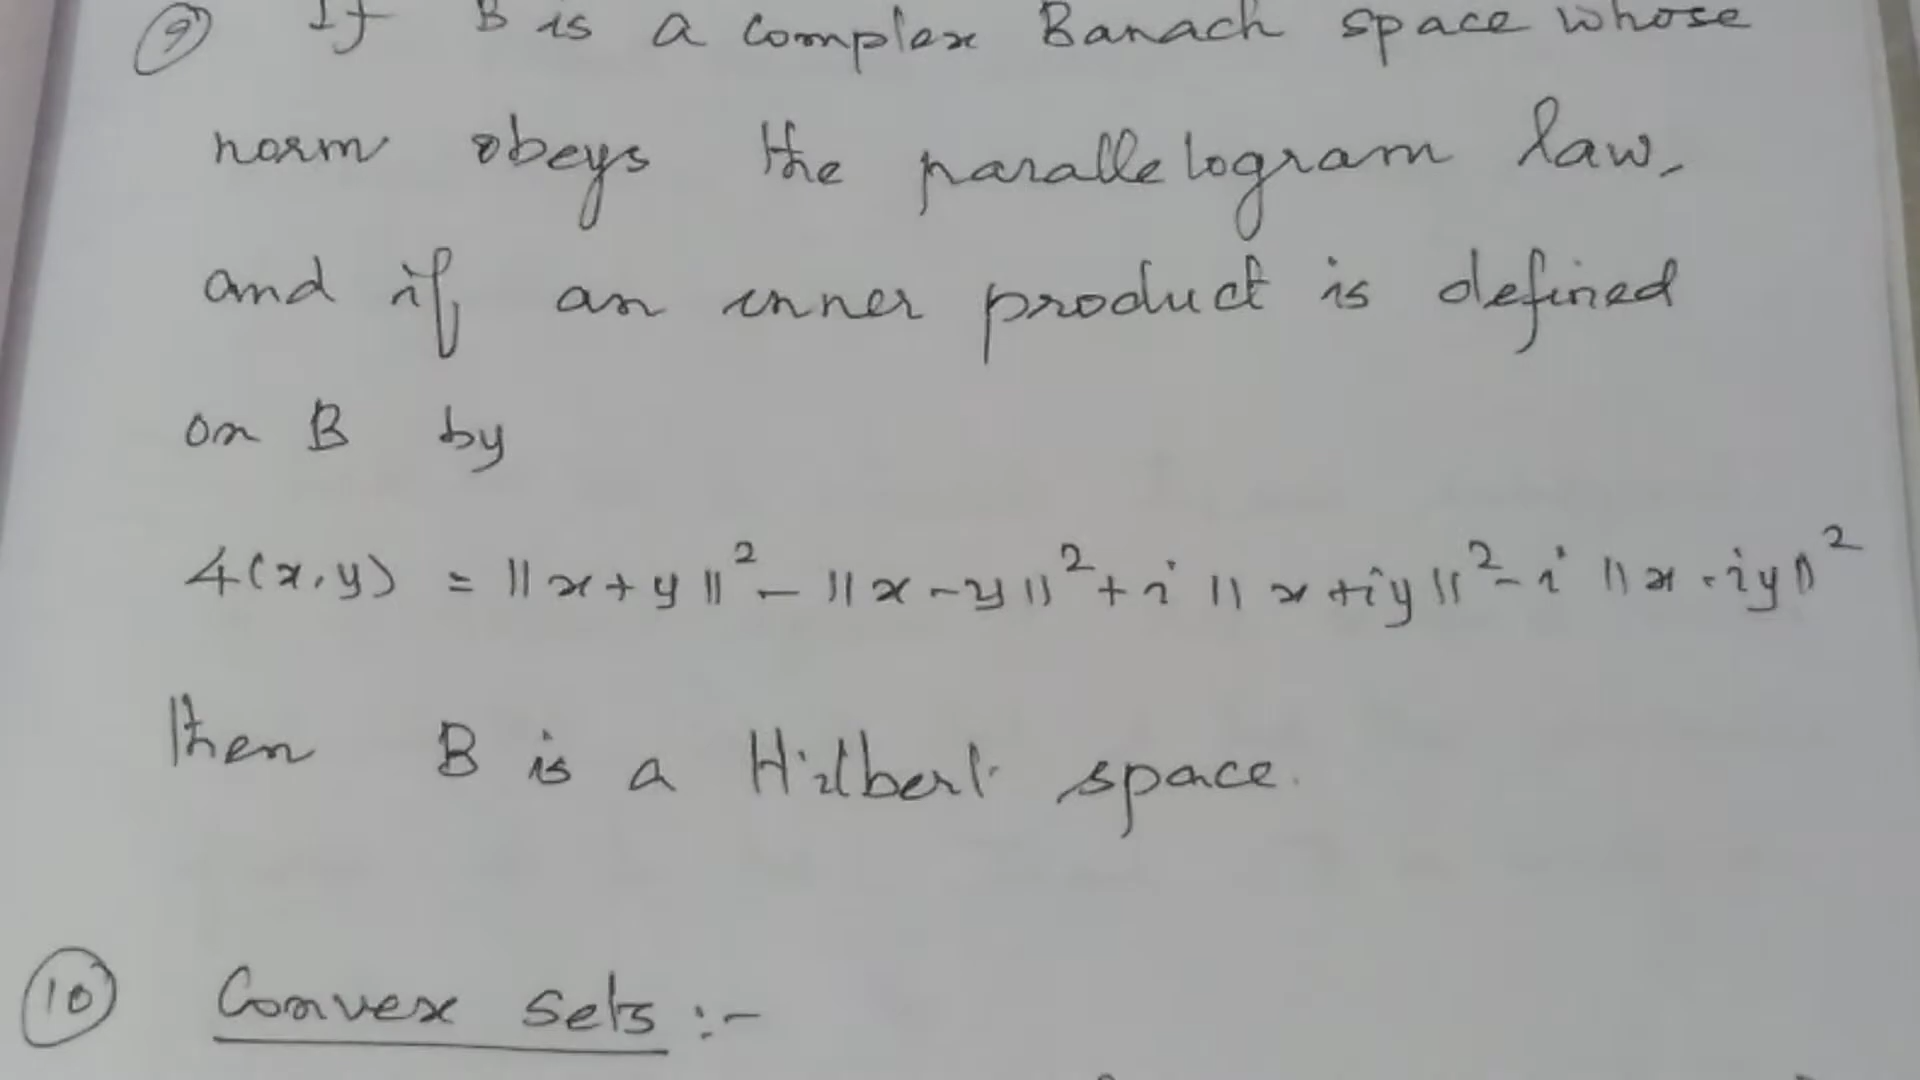 ⑨ If B is a complex Banach space whose
norm obeys the parallelogram law,
and if an inner product is defined
on B by
4(x,y) = ||x+y||² - ||x-y||² + i ||x+iy||² - i ||x-iy||²
then B is a Hilbert space.
⑩ Convex sets :-